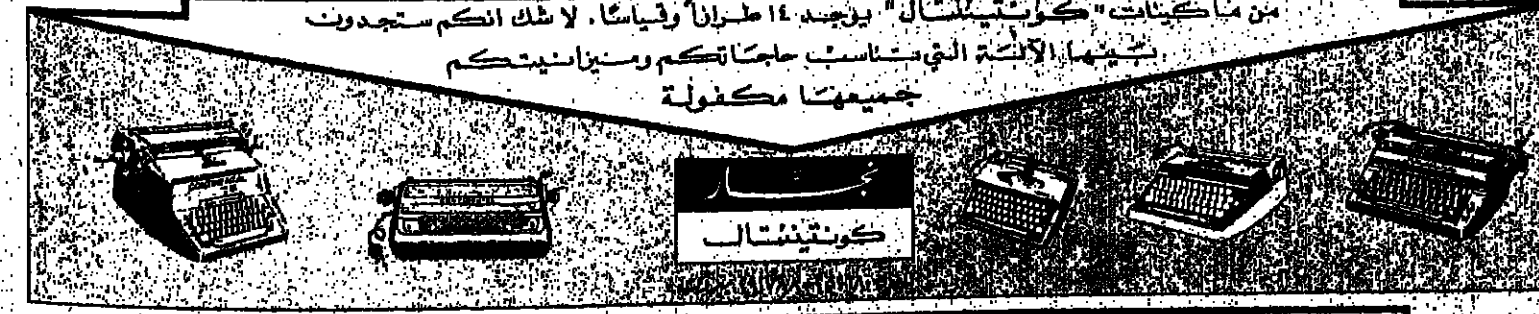 من ماكينات "كونتيننتال" يوجد ١٤ طرازاً وقياسًا. لا شك انكم ستجدون
بينها الآلة التي تناسب حاجاتكم وميزانيتكم
جميعها مكفولة
نجار
كونتيننتال